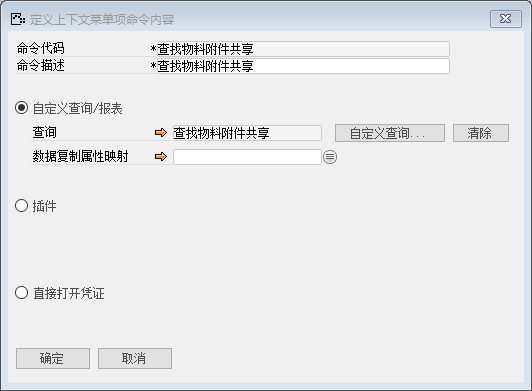 定义上下文菜单项命令内容
命令代码 *查找物料附件共享
命令描述 *查找物料附件共享
自定义查询/报表
查询 查找物料附件共享 自定义查询... 清除
数据复制属性映射
插件
直接打开凭证
确定 取消